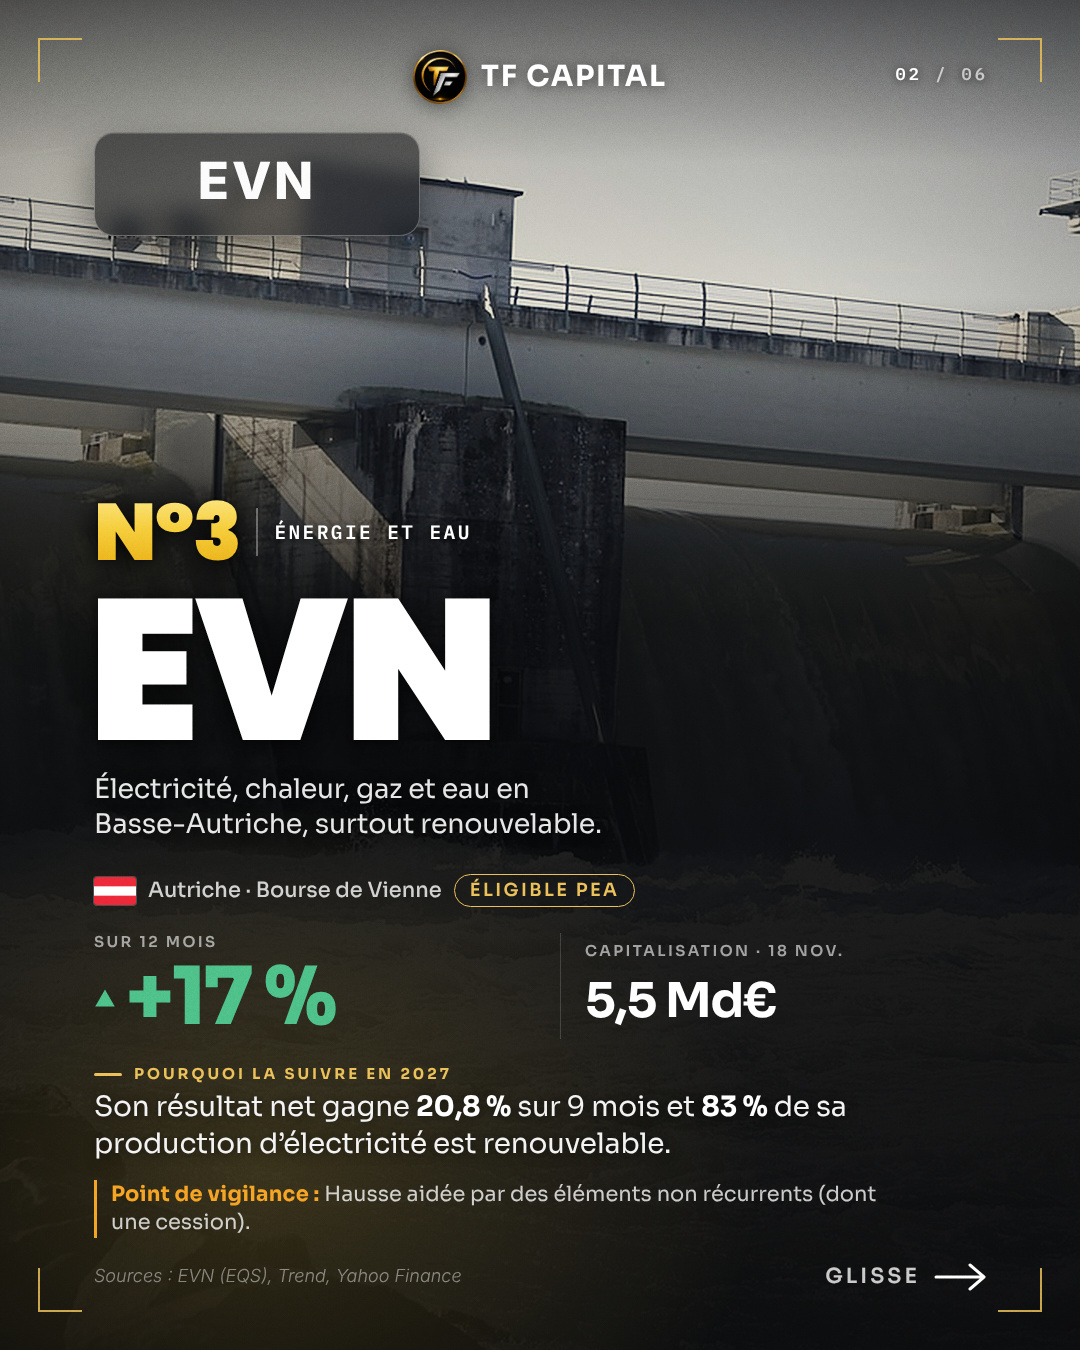 TF CAPITAL
02 / 06
EVN
Nº3
ÉNERGIE ET EAU
EVN
Électricité, chaleur, gaz et eau en
Basse-Autriche, surtout renouvelable.
Autriche · Bourse de Vienne
ÉLIGIBLE PEA
SUR 12 MOIS
+17 %
CAPITALISATION · 18 NOV.
5,5 Md€
POURQUOI LA SUIVRE EN 2027
Son résultat net gagne 20,8 % sur 9 mois et 83 % de sa
production d’électricité est renouvelable.
Point de vigilance : Hausse aidée par des éléments non récurrents (dont
une cession).
Sources : EVN (EQS), Trend, Yahoo Finance
GLISSE